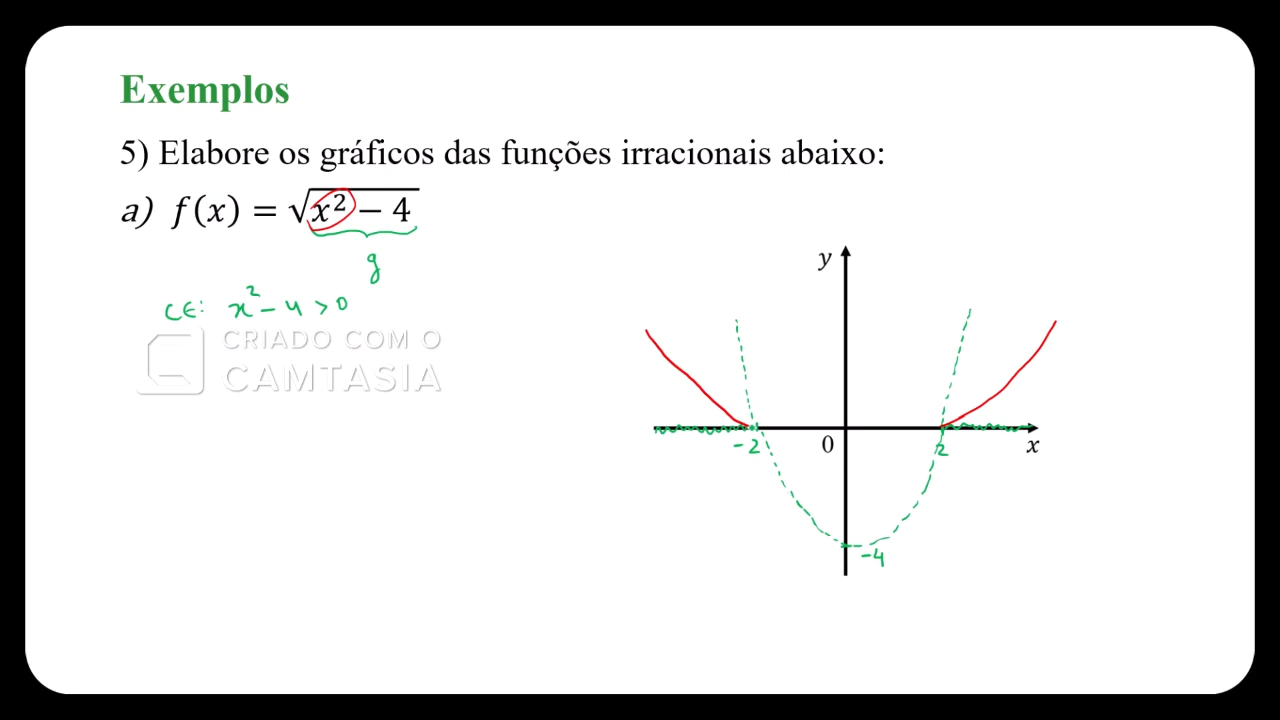 Exemplos
5) Elabore os gráficos das funções irracionais abaixo:
a) f(x) = √(x² − 4)
g
CE: x² − 4 > 0
CRIADO COM O
CAMTASIA
y
−2
0
2
x
−4